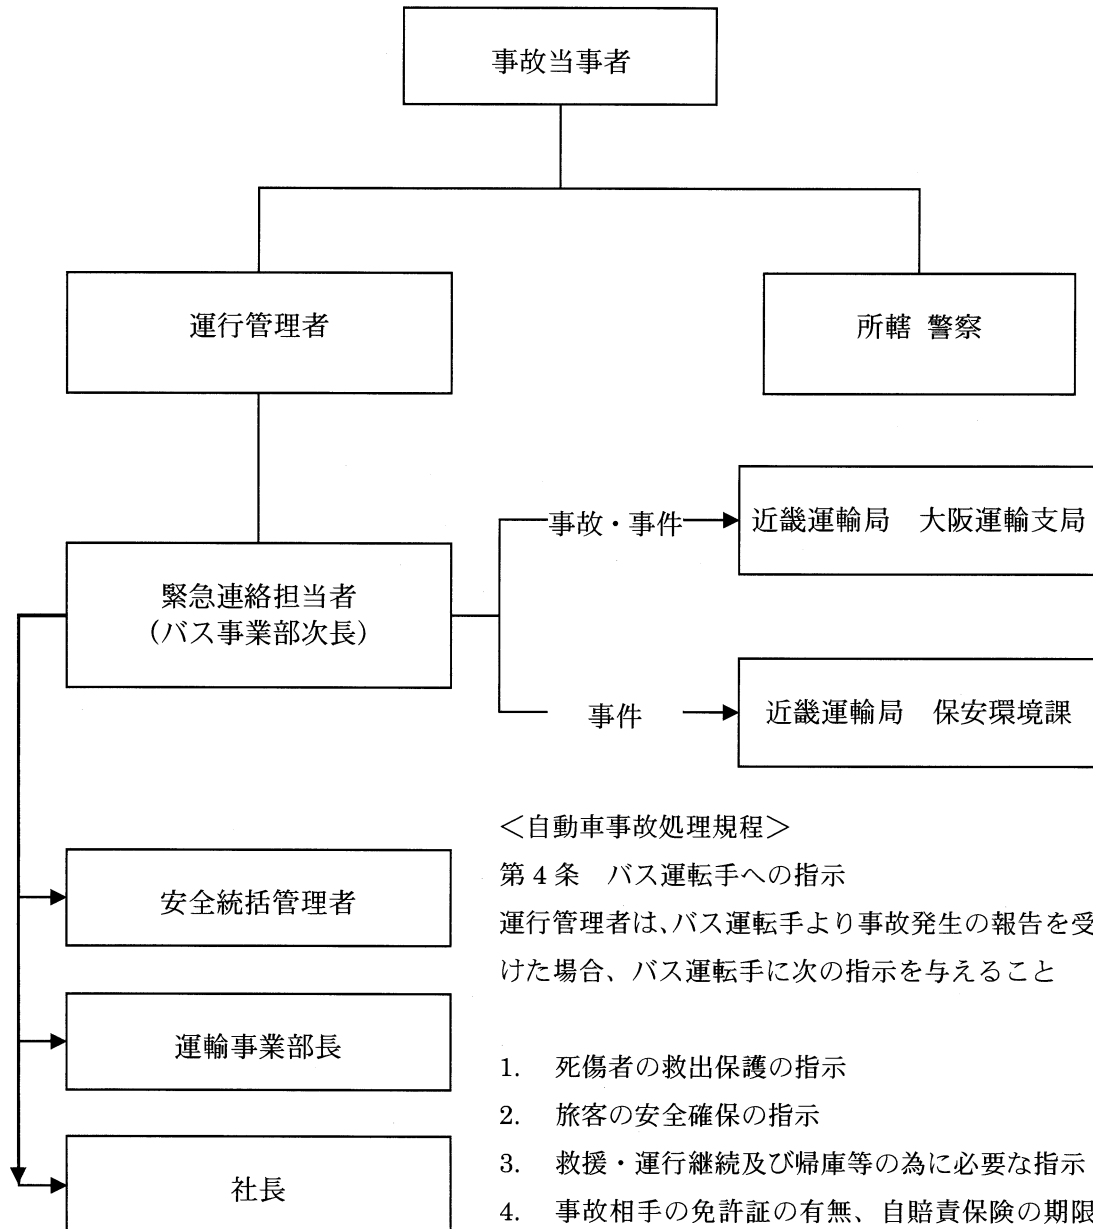 事故当事者
運行管理者
所轄 警察
事故・事件
近畿運輸局　大阪運輸支局
緊急連絡担当者
（バス事業部次長）
事件
近畿運輸局　保安環境課
安全統括管理者
運輸事業部長
社長
＜自動車事故処理規程＞
第4条　バス運転手への指示
運行管理者は、バス運転手より事故発生の報告を受
けた場合、バス運転手に次の指示を与えること
1.　死傷者の救出保護の指示
2.　旅客の安全確保の指示
3.　救援・運行継続及び帰庫等の為に必要な指示
4.　事故相手の免許証の有無、自賠責保険の期限